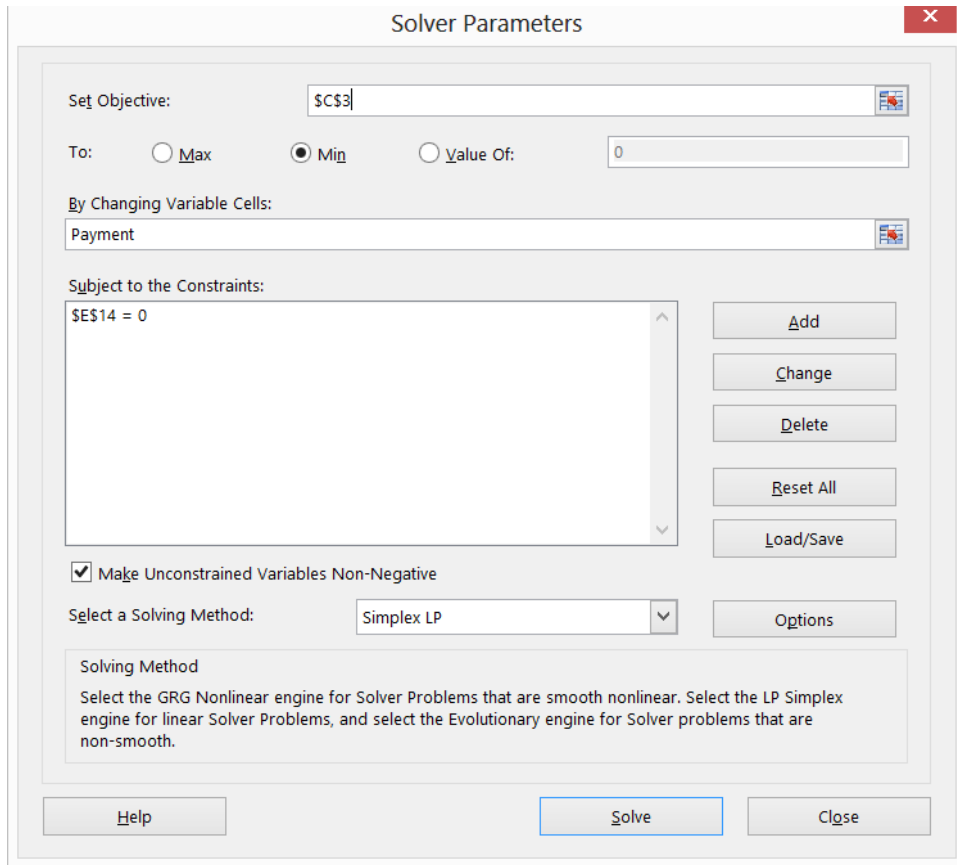 Solver Parameters
Set Objective:
$C$3
To:
Max
Min
Value Of:
0
By Changing Variable Cells:
Payment
Subject to the Constraints:
$E$14 = 0
Add
Change
Delete
Reset All
Load/Save
Make Unconstrained Variables Non-Negative
Select a Solving Method:
Simplex LP
Options
Solving Method
Select the GRG Nonlinear engine for Solver Problems that are smooth nonlinear. Select the LP Simplex
engine for linear Solver Problems, and select the Evolutionary engine for Solver problems that are
non-smooth.
Help
Solve
Close